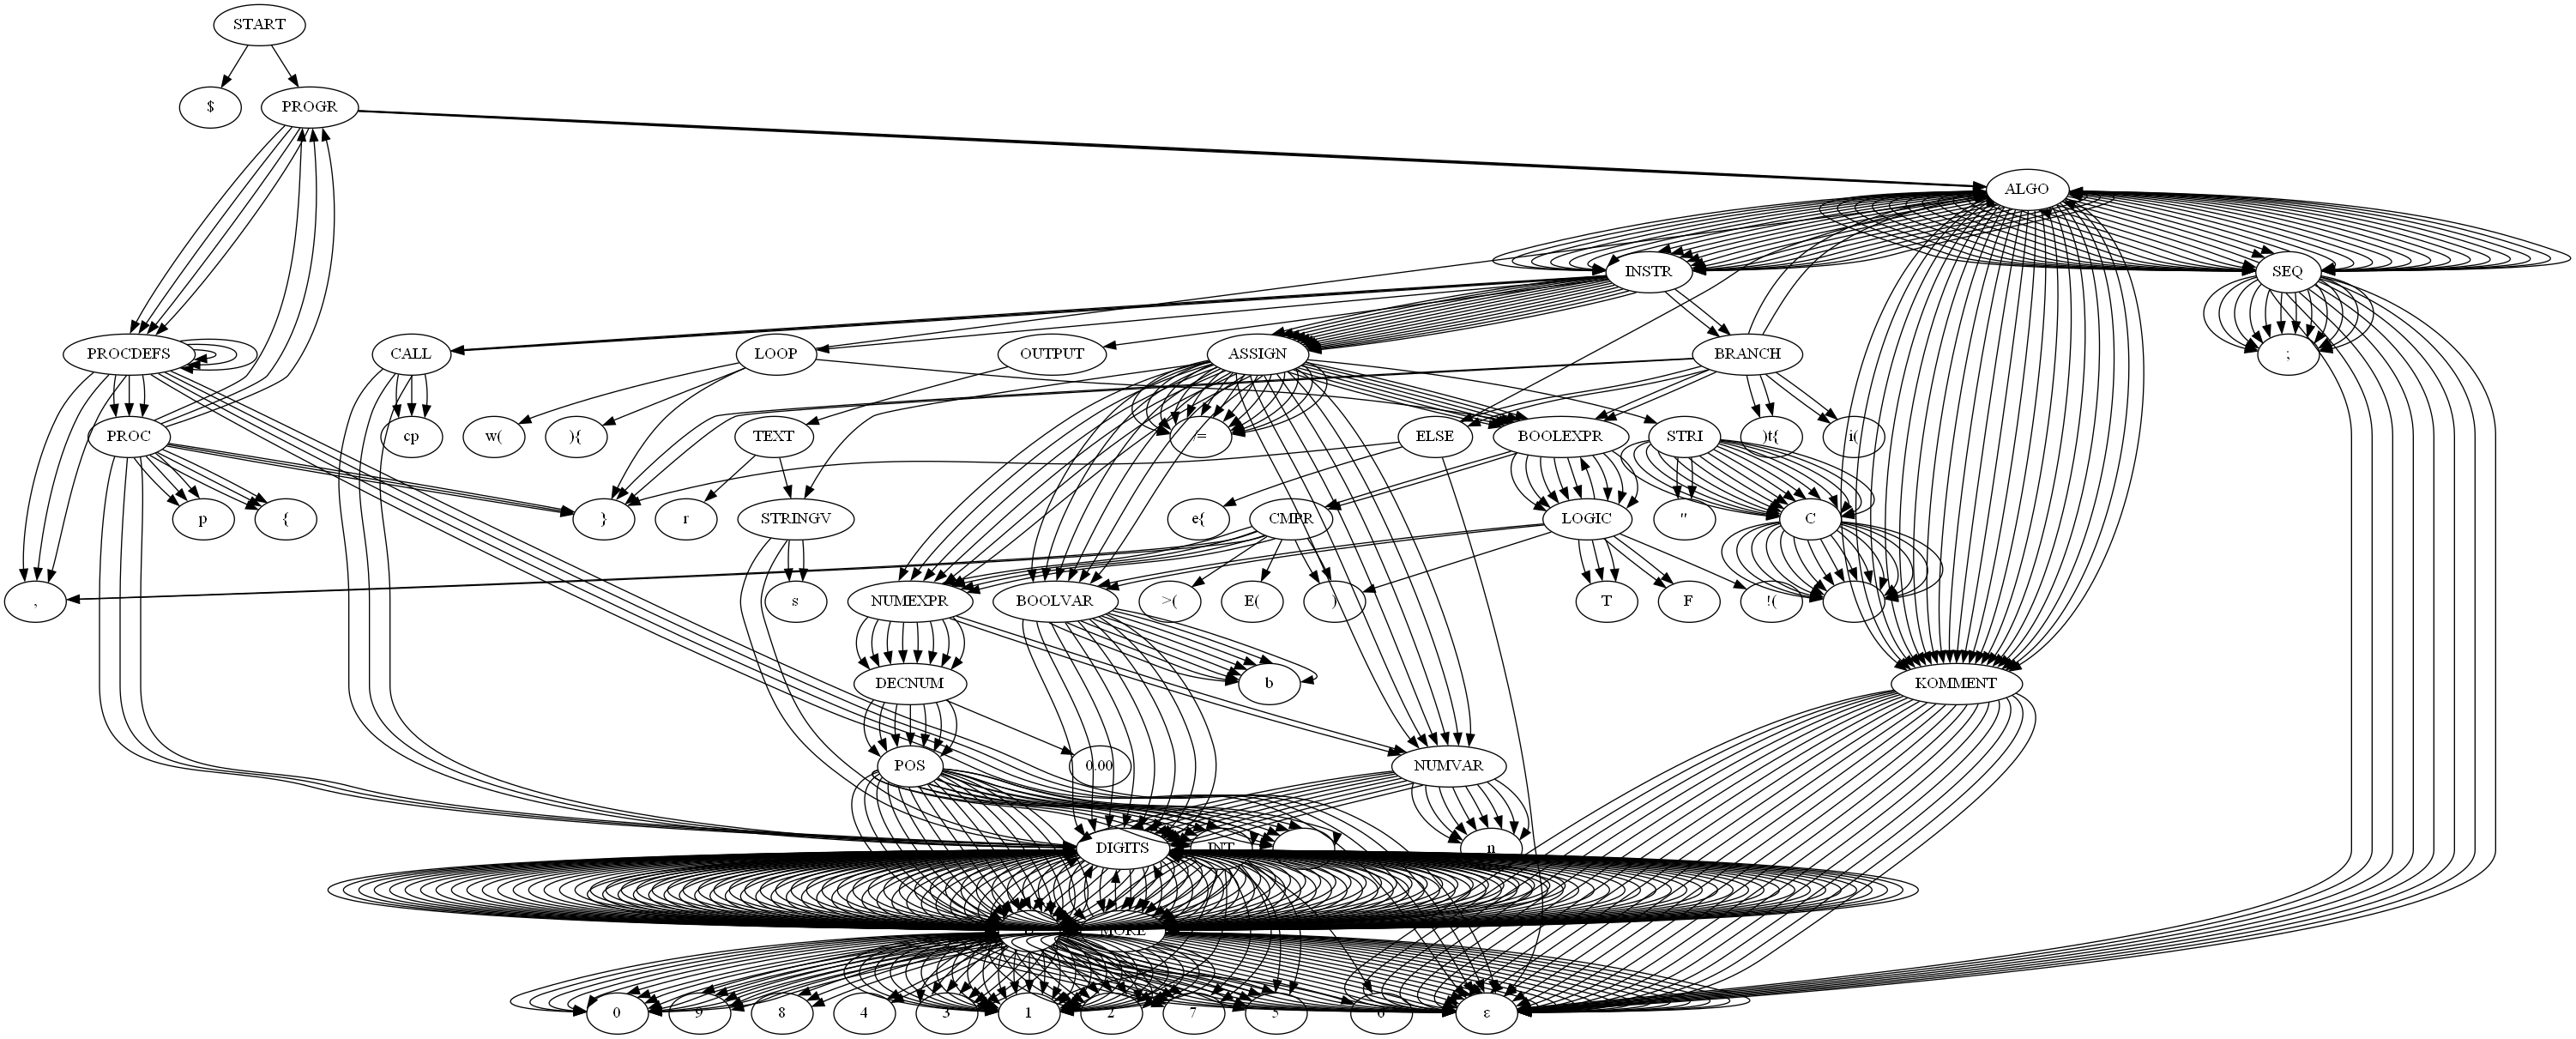 START
$ PROGR
ALGO
INSTR SEQ
PROCDEFS CALL LOOP OUTPUT ASSIGN BRANCH ;
PROC cp w( ){ TEXT := ELSE BOOLEXPR STRI )t{ i(
p { } r STRINGV e{ CMPR LOGIC " C
, s NUMEXPR BOOLVAR >( E( ) T F !(
DECNUM b KOMMENT
POS 0.00 NUMVAR
DIGITS INT . n
D MORE
0 9 8 4 3 1 2 7 5 6 ε